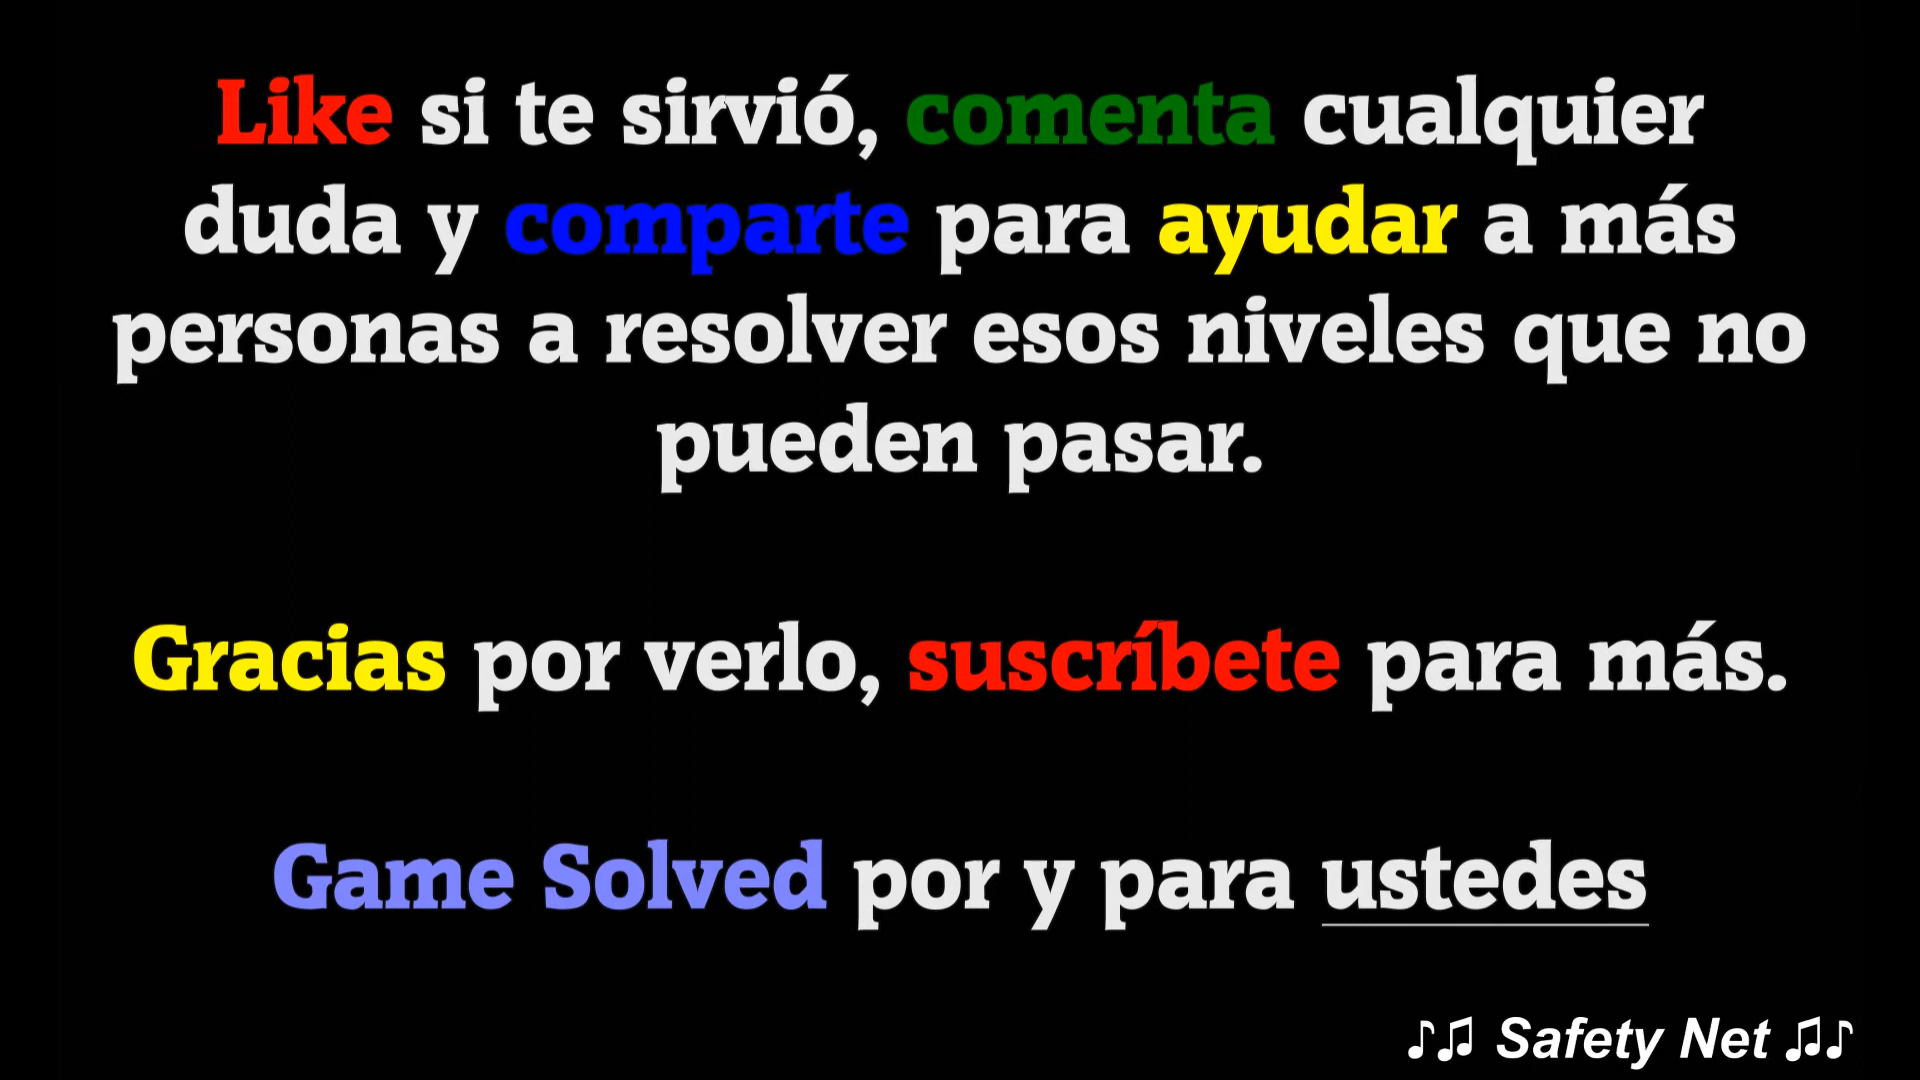 Like si te sirvió, comenta cualquier
duda y comparte para ayudar a más
personas a resolver esos niveles que no
pueden pasar.
Gracias por verlo, suscríbete para más.
Game Solved por y para ustedes
♪♫ Safety Net ♫♪